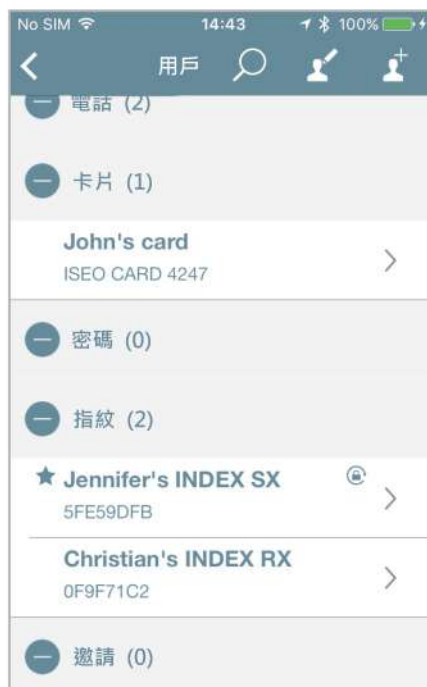 No SIM 14:43 100%
用戶
電話 (2)
卡片 (1)
John's card
ISEO CARD 4247
密碼 (0)
指紋 (2)
Jennifer's INDEX SX
5FE59DFB
Christian's INDEX RX
0F9F71C2
邀請 (0)